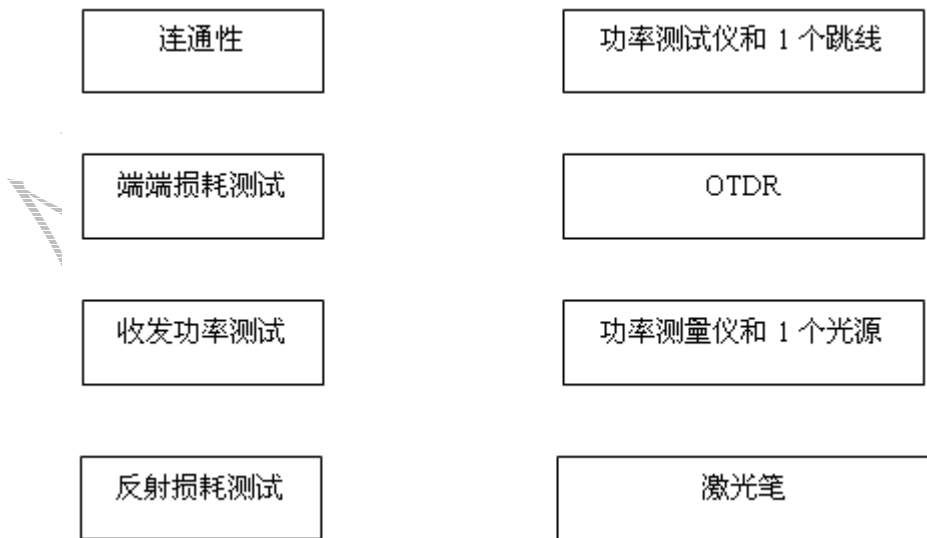 连通性
功率测试仪和 1 个跳线
端端损耗测试
OTDR
收发功率测试
功率测量仪和 1 个光源
反射损耗测试
激光笔